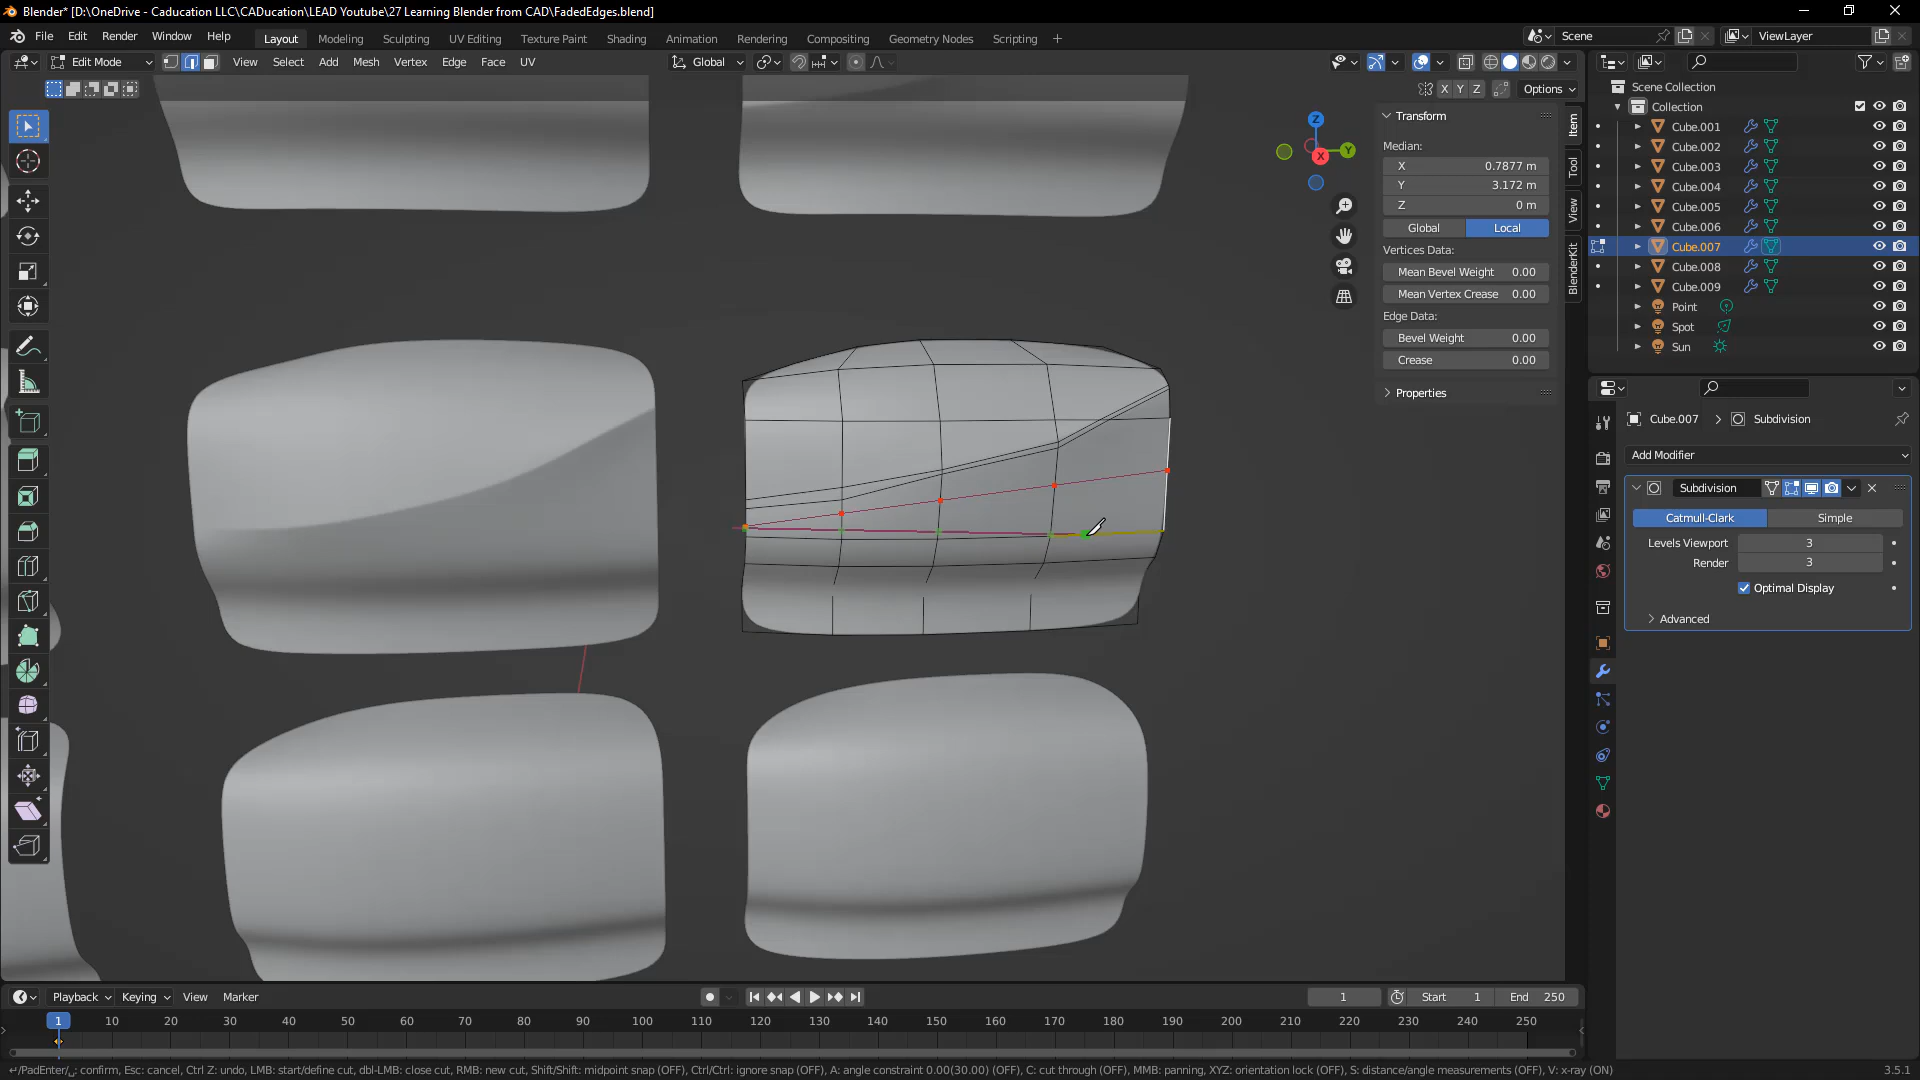 Blender* [D:\OneDrive - Caducation LLC\CADucation\LEAD Youtube\27 Learning Blender from CAD\FadedEdges.blend]
File Edit Render Window Help Layout Modeling Sculpting UV Editing Texture Paint Shading Animation Rendering Compositing Geometry Nodes Scripting + Scene ViewLayer
Edit Mode View Select Add Mesh Vertex Edge Face UV Global
X Y Z Options
Scene Collection
Collection
Cube.001
Cube.002
Cube.003
Cube.004
Cube.005
Cube.006
Cube.007
Cube.008
Cube.009
Point
Spot
Sun
Z
Y
X
Transform
Median:
X 0.7877 m
Y 3.172 m
Z 0 m
Global Local
Vertices Data:
Mean Bevel Weight 0.00
Mean Vertex Crease 0.00
Edge Data:
Bevel Weight 0.00
Crease 0.00
Properties
Item
Tool
View
BlenderKit
Cube.007 > Subdivision
Add Modifier
Subdivision
Catmull-Clark Simple
Levels Viewport 3
Render 3
Optimal Display
Advanced
Playback Keying View Marker 1 Start 1 End 250
1 10 20 30 40 50 60 70 80 90 100 110 120 130 140 150 160 170 180 190 200 210 220 230 240 250
↵/PadEnter/␣: confirm, Esc: cancel, Ctrl Z: undo, LMB: start/define cut, dbl-LMB: close cut, RMB: new cut, Shift/Shift: midpoint snap (OFF), Ctrl/Ctrl: ignore snap (OFF), A: angle constraint 0.00(30.00) (OFF), C: cut through (OFF), MMB: panning, XYZ: orientation lock (OFF), S: distance/angle measurements (OFF), V: x-ray (ON) 3.5.1